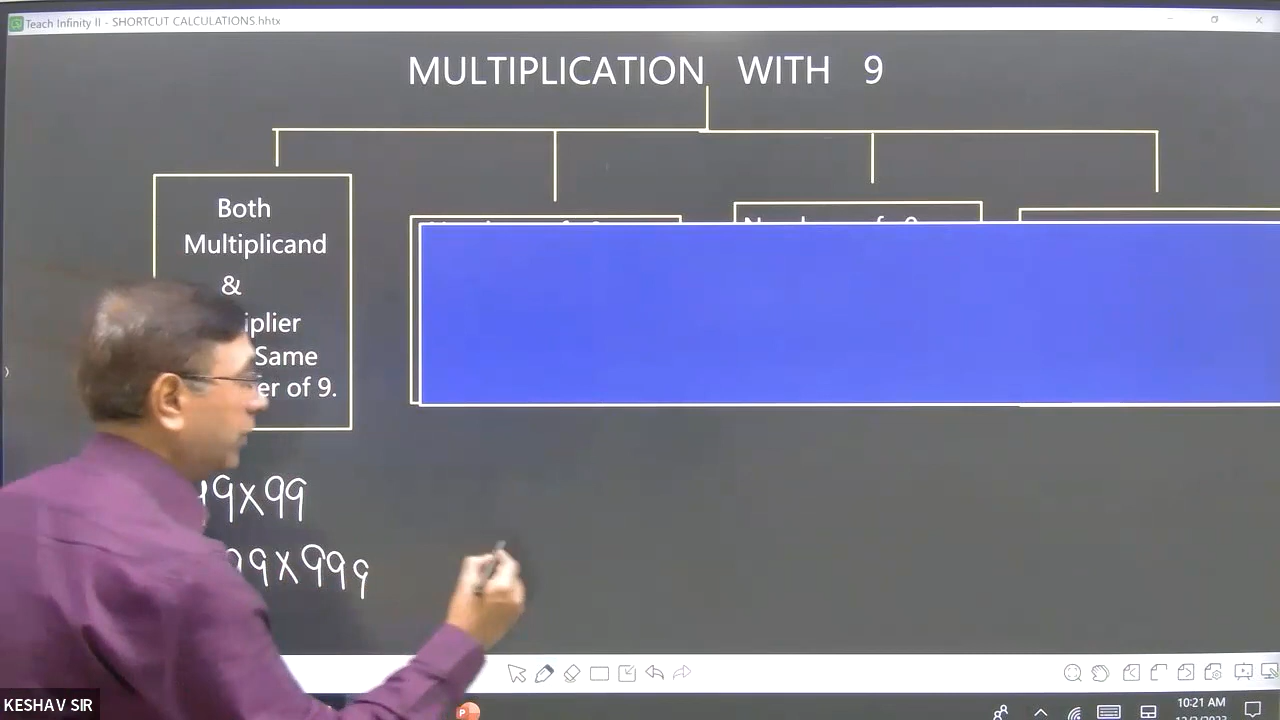 Teach Infinity II - SHORTCUT CALCULATIONS.hhtx
MULTIPLICATION WITH 9
Both
Multiplicand
&
iplier
Same
er of 9.
9X99
99X999
KESHAV SIR
10:21 AM